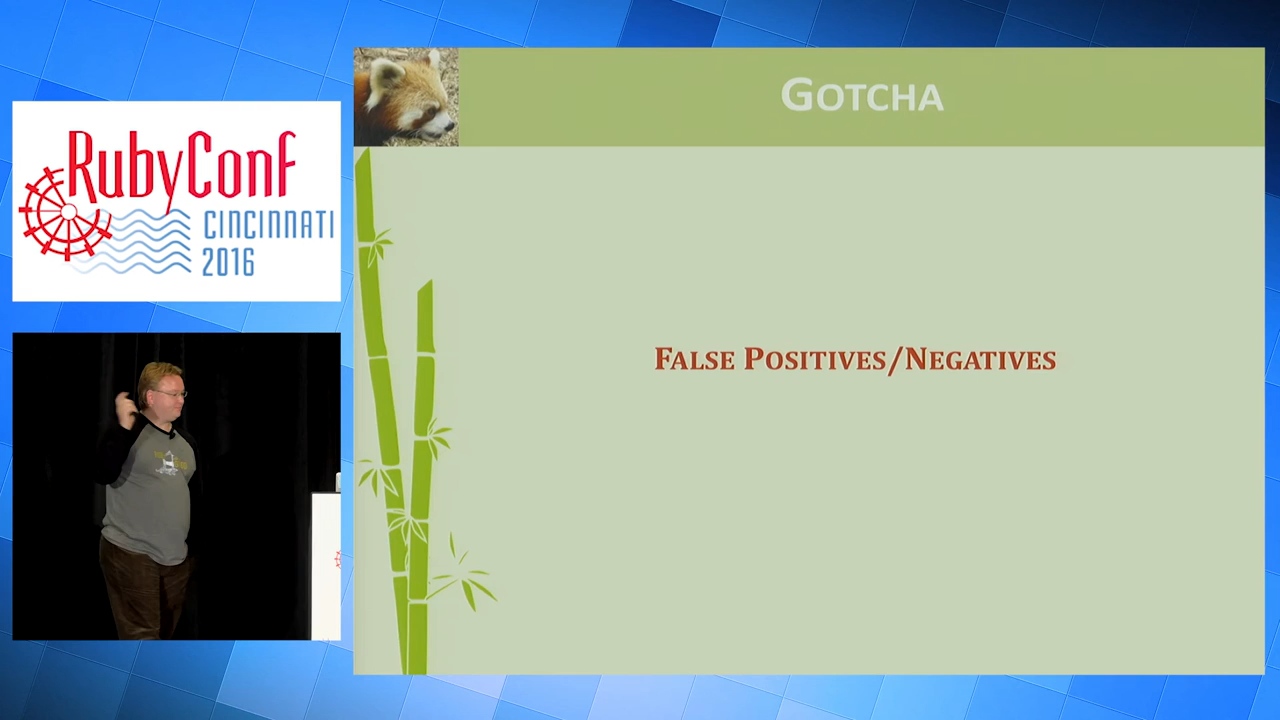 RubyConf
CINCINNATI
2016
GOTCHA
FALSE POSITIVES/NEGATIVES